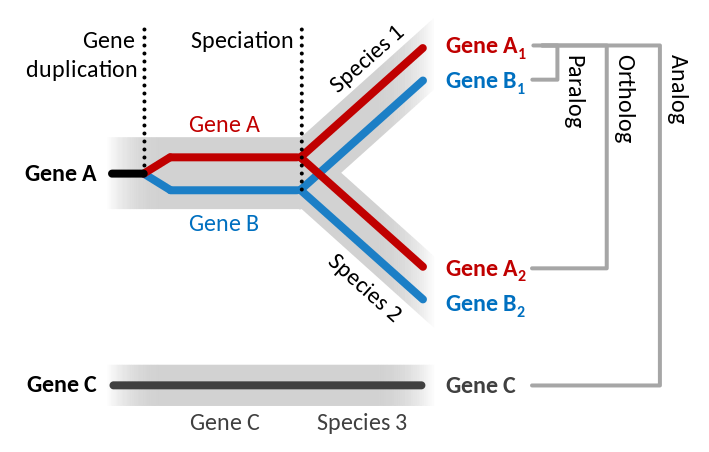 Gene
duplication
Speciation
Species 1
Gene A₁
Gene B₁
Paralog
Ortholog
Analog
Gene A
Gene A
Gene B
Species 2
Gene A₂
Gene B₂
Gene C
Gene C
Gene C
Species 3